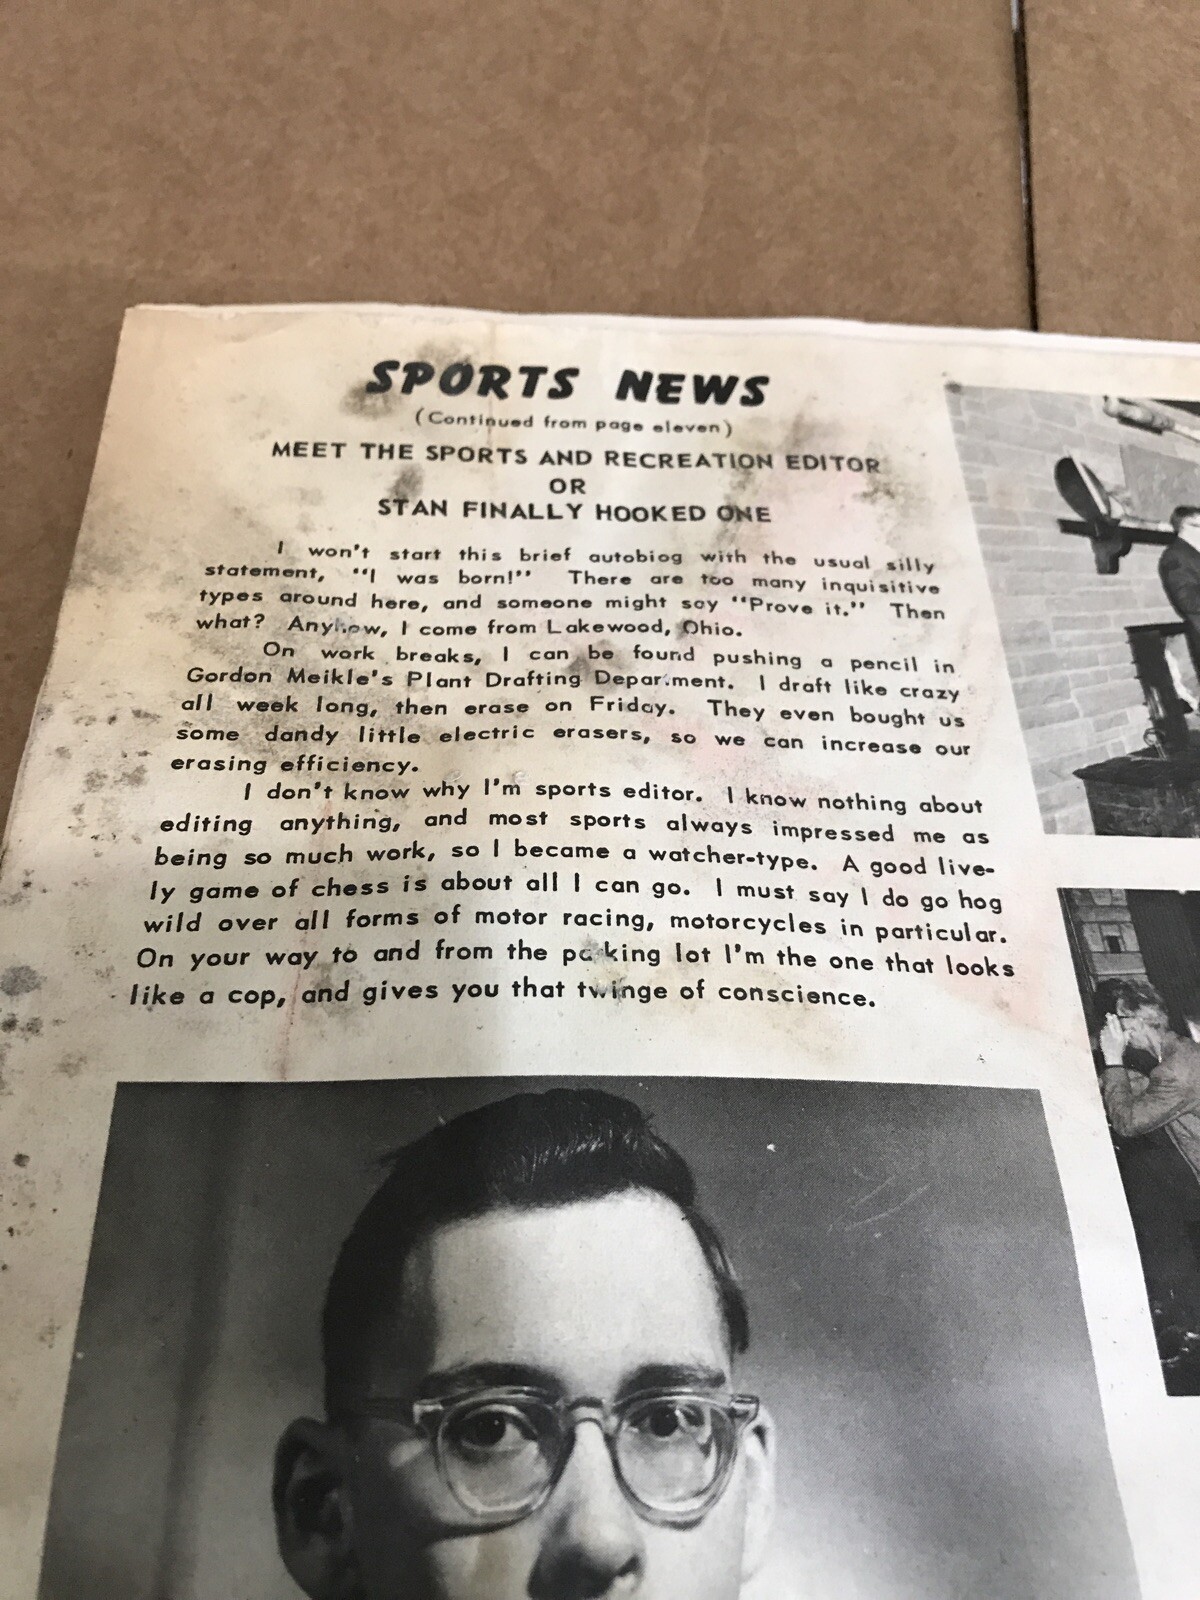 SPORTS NEWS
(Continued from page eleven)
MEET THE SPORTS AND RECREATION EDITOR
OR
STAN FINALLY HOOKED ONE
I won't start this brief autobiog with the usual silly
statement, "I was born!" There are too many inquisitive
types around here, and someone might say "Prove it." Then
what? Anyhow, I come from Lakewood, Ohio.
On work breaks, I can be found pushing a pencil in
Gordon Meikle's Plant Drafting Department. I draft like crazy
all week long, then erase on Friday. They even bought us
some dandy little electric erasers, so we can increase our
erasing efficiency.
I don't know why I'm sports editor. I know nothing about
editing anything, and most sports always impressed me as
being so much work, so I became a watcher-type. A good live-
ly game of chess is about all I can go. I must say I do go hog
wild over all forms of motor racing, motorcycles in particular.
On your way to and from the parking lot I'm the one that looks
like a cop, and gives you that twinge of conscience.